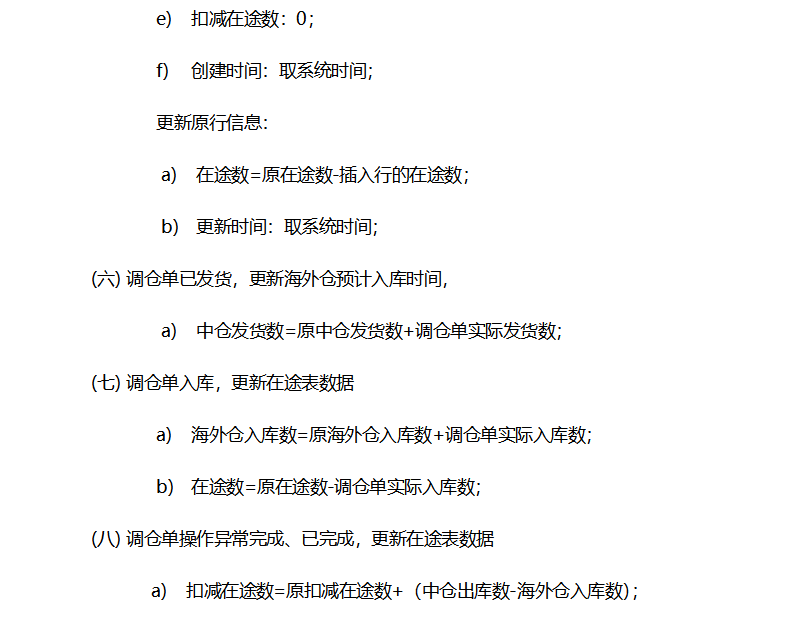 e) 扣减在途数：0；
f) 创建时间：取系统时间；
更新原行信息：
a) 在途数=原在途数-插入行的在途数；
b) 更新时间：取系统时间；
(六) 调仓单已发货，更新海外仓预计入库时间，
a) 中仓发货数=原中仓发货数+调仓单实际发货数；
(七) 调仓单入库，更新在途表数据
a) 海外仓入库数=原海外仓入库数+调仓单实际入库数；
b) 在途数=原在途数-调仓单实际入库数；
(八) 调仓单操作异常完成、已完成，更新在途表数据
a) 扣减在途数=原扣减在途数+（中仓出库数-海外仓入库数）；